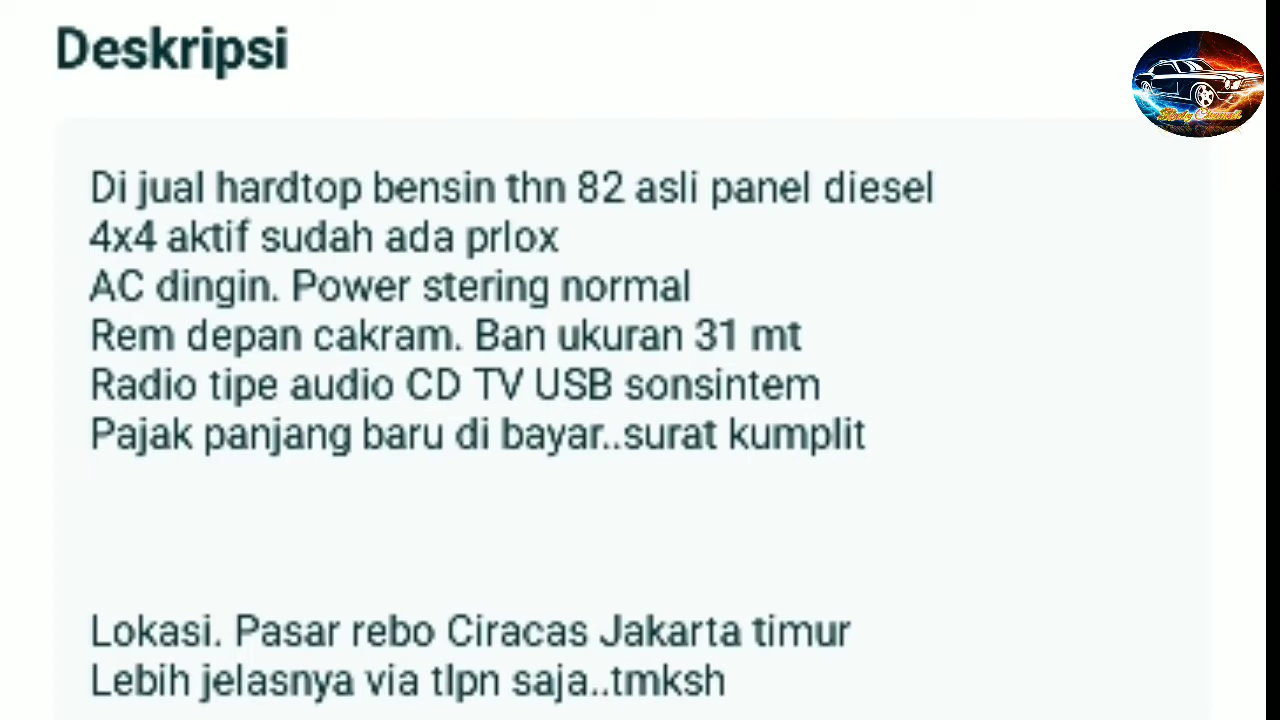 Deskripsi
Di jual hardtop bensin thn 82 asli panel diesel
4x4 aktif sudah ada prlox
AC dingin. Power stering normal
Rem depan cakram. Ban ukuran 31 mt
Radio tipe audio CD TV USB sonsintem
Pajak panjang baru di bayar..surat kumplit
Lokasi. Pasar rebo Ciracas Jakarta timur
Lebih jelasnya via tlpn saja..tmksh